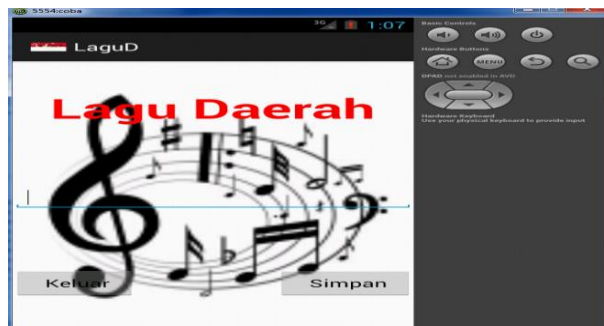 5554:coba
3G 1:07
Basic Controls
LaguD
Hardware Buttons
MENU
DPAD not enabled in AVD
Lagu Daerah
Hardware Keyboard
Use your physical keyboard to provide input
Keluar
Simpan